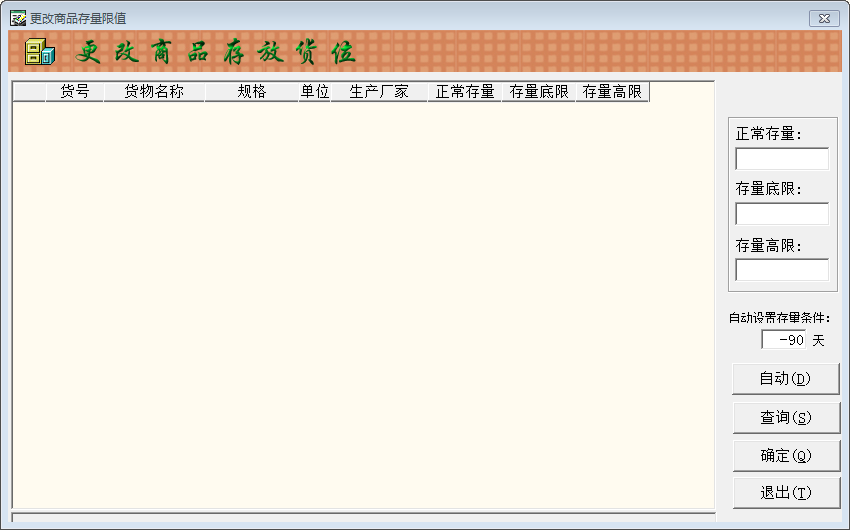 更改商品存量限值
更改商品存放货位
货号 货物名称 规格 单位 生产厂家 正常存量 存量底限 存量高限
正常存量:
存量底限:
存量高限:
自动设置存量条件:
-90 天
自动(D)
查询(S)
确定(Q)
退出(T)